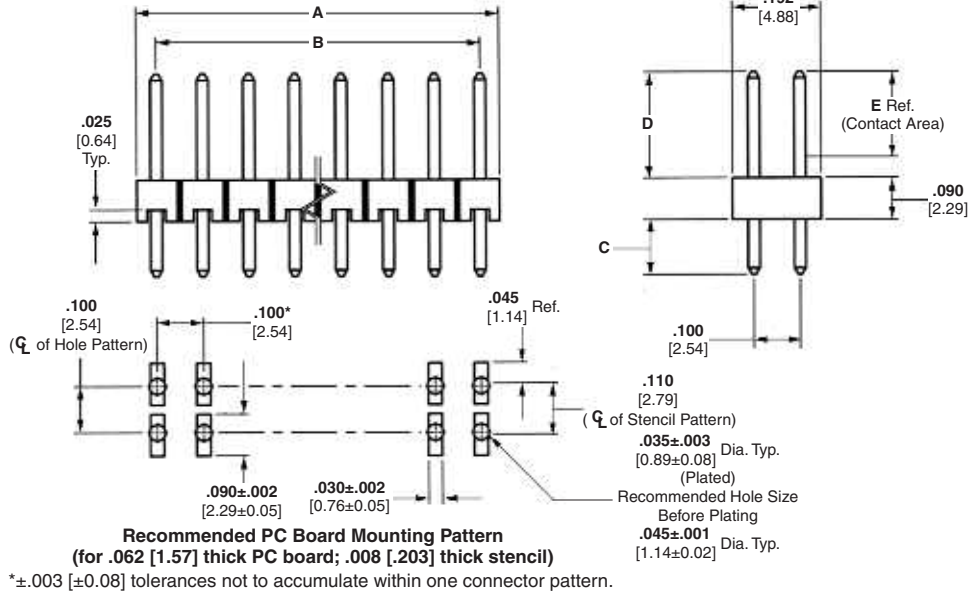 A
B
.025
[0.64]
Typ.
[4.88]
D
E Ref.
(Contact Area)
.090
[2.29]
C
.100
[2.54]
.100
[2.54]
(℄ of Hole Pattern)
.100*
[2.54]
.045
[1.14] Ref.
.110
[2.79]
(℄ of Stencil Pattern)
.035±.003
[0.89±0.08] Dia. Typ.
(Plated)
Recommended Hole Size
Before Plating
.045±.001
[1.14±0.02] Dia. Typ.
.090±.002
[2.29±0.05]
.030±.002
[0.76±0.05]
Recommended PC Board Mounting Pattern
(for .062 [1.57] thick PC board; .008 [.203] thick stencil)
*±.003 [±0.08] tolerances not to accumulate within one connector pattern.